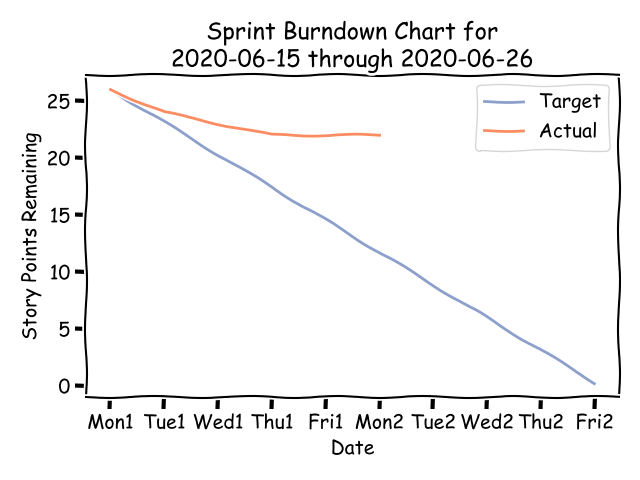 Sprint Burndown Chart for
2020-06-15 through 2020-06-26
Target
Actual
Story Points Remaining
25
20
15
10
5
0
Mon1 Tue1 Wed1 Thu1 Fri1 Mon2 Tue2 Wed2 Thu2 Fri2
Date